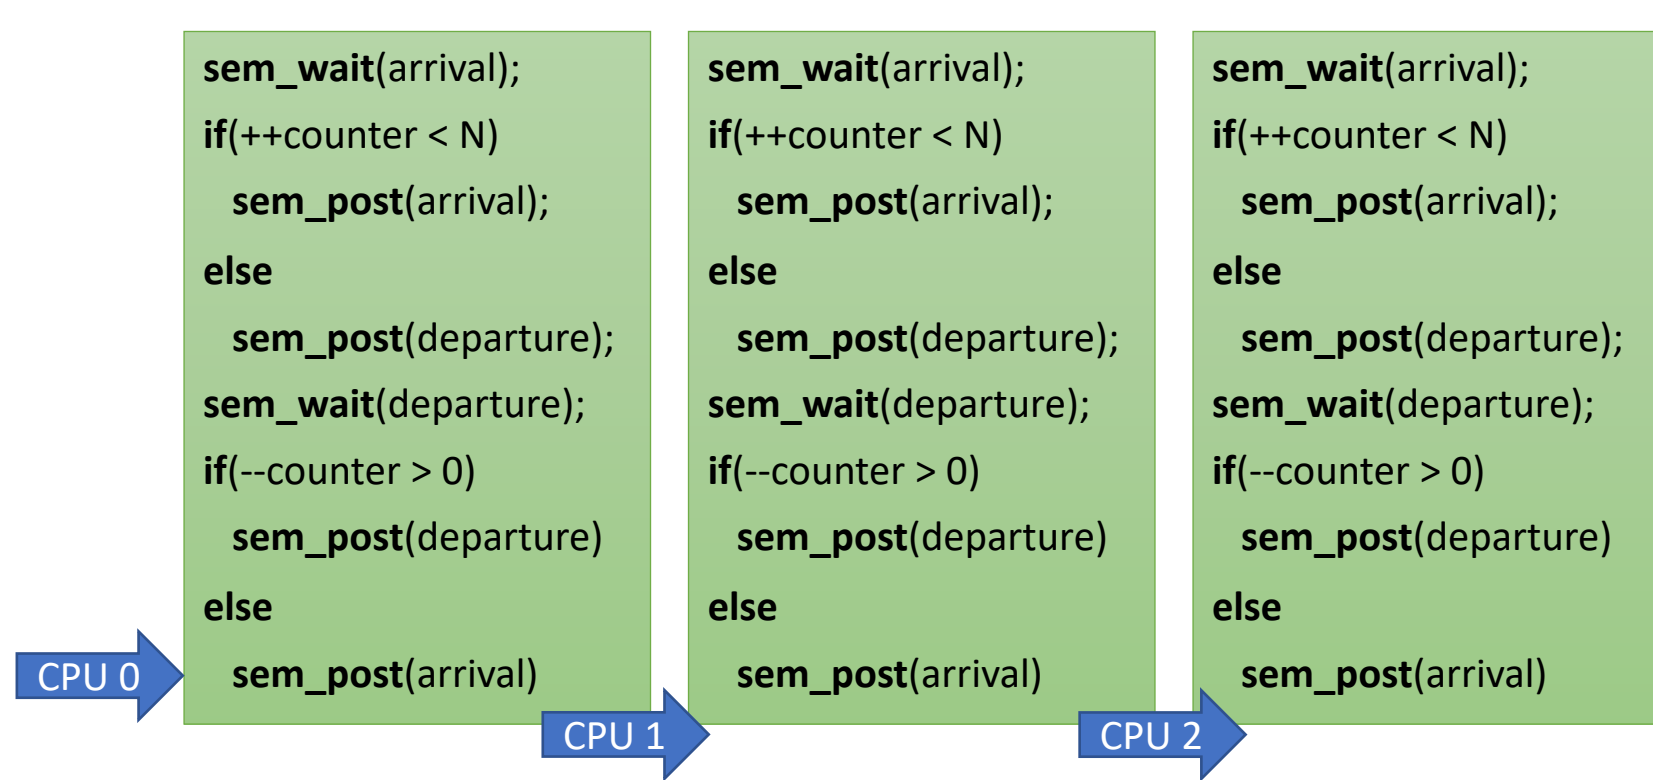 sem_wait(arrival);
if(++counter < N)
sem_post(arrival);
else
sem_post(departure);
sem_wait(departure);
if(--counter > 0)
sem_post(departure)
else
sem_post(arrival)
CPU 0
sem_wait(arrival);
if(++counter < N)
sem_post(arrival);
else
sem_post(departure);
sem_wait(departure);
if(--counter > 0)
sem_post(departure)
else
sem_post(arrival)
CPU 1
sem_wait(arrival);
if(++counter < N)
sem_post(arrival);
else
sem_post(departure);
sem_wait(departure);
if(--counter > 0)
sem_post(departure)
else
sem_post(arrival)
CPU 2